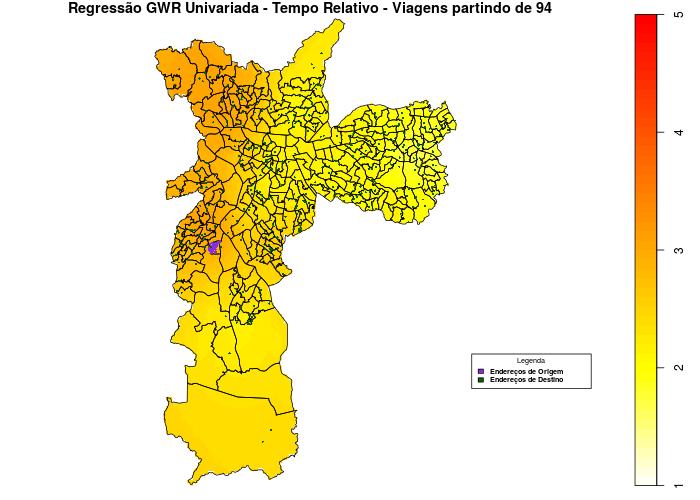 Regressão GWR Univariada - Tempo Relativo - Viagens partindo de 94
5
4
3
2
1
Legenda
Endereços de Origem
Endereços de Destino